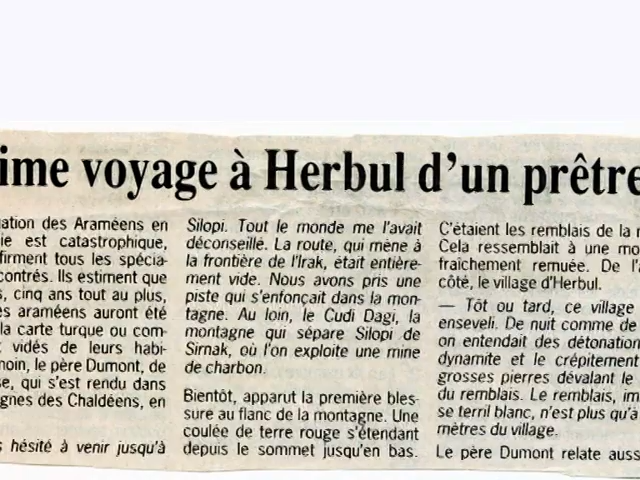 ime voyage à Herbul d'un prêtre
ation des Araméens en
ie est catastrophique,
firment tous les spécia-
contrés. Ils estiment que
s, cinq ans tout au plus,
es araméens auront été
la carte turque ou com-
vidés de leurs habi-
noin, le père Dumont, de
se, qui s'est rendu dans
agnes des Chaldéens, en
s hésité à venir jusqu'à
Silopi. Tout le monde me l'avait
déconseillé. La route, qui mène à
la frontière de l'Irak, était entière-
ment vide. Nous avons pris une
piste qui s'enfonçait dans la mon-
tagne. Au loin, le Cudi Dagi, la
montagne qui sépare Silopi de
Sirnak, où l'on exploite une mine
de charbon.
Bientôt, apparut la première bles-
sure au flanc de la montagne. Une
coulée de terre rouge s'étendant
depuis le sommet jusqu'en bas.
C'étaient les remblais de la
Cela ressemblait à une mo
fraîchement remuée. De l'a
côté, le village d'Herbul.
— Tôt ou tard, ce village
enseveli. De nuit comme de
on entendait des détonation
dynamite et le crépitement
grosses pierres dévalant le
du remblais. Le remblais, im
se terril blanc, n'est plus qu'à
mètres du village.
Le père Dumont relate auss